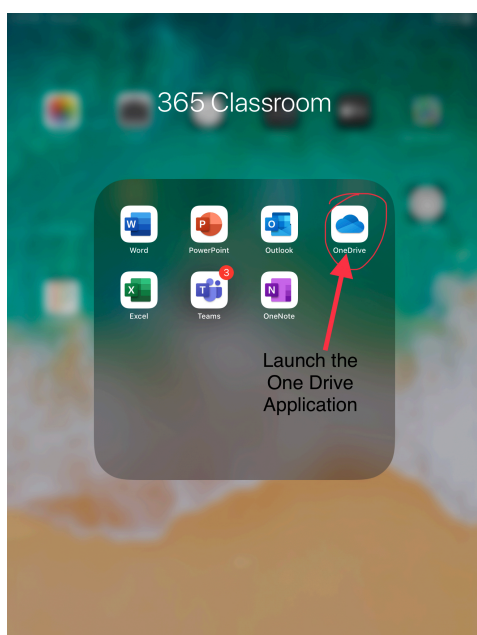 365 Classroom
W
P
O
Word
PowerPoint
Outlook
OneDrive
X
T
3
N
Excel
Teams
OneNote
Launch the
One Drive
Application